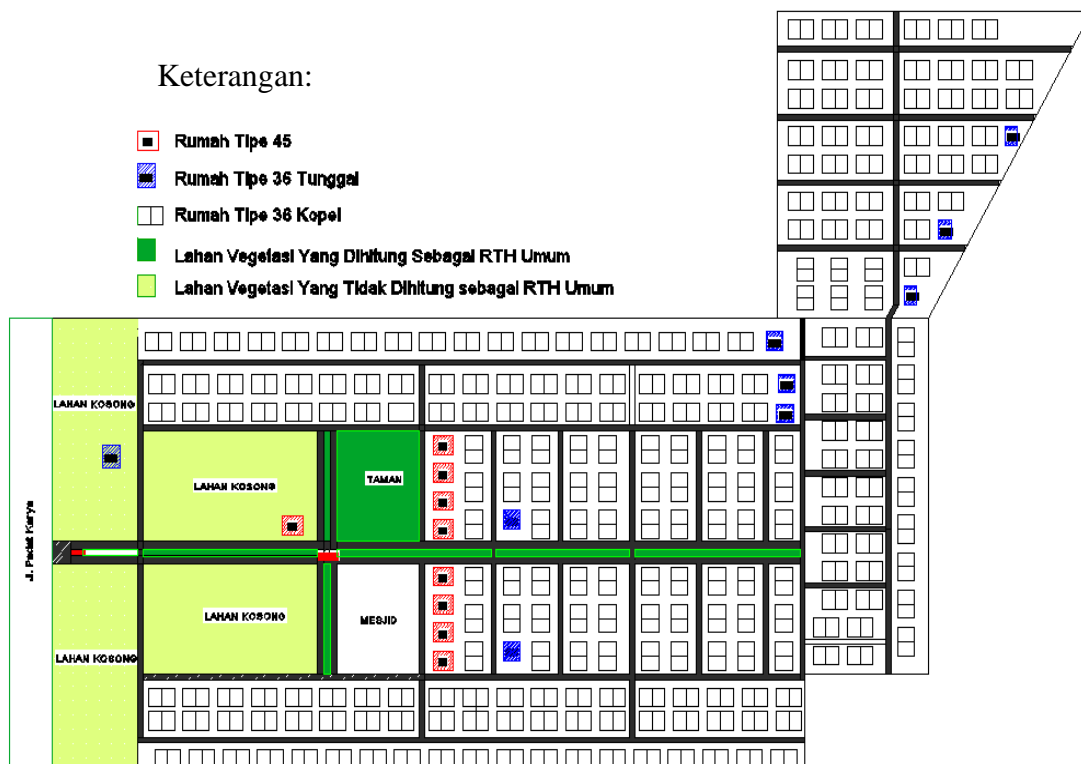 Keterangan:
Rumah Tipe 45
Rumah Tipe 36 Tunggal
Rumah Tipe 36 Kopel
Lahan Vegetasi Yang Dihitung Sebagai RTH Umum
Lahan Vegetasi Yang Tidak Dihitung sebagai RTH Umum
LAHAN KOSONG
LAHAN KOSONG
TAMAN
Jl. Padat Karya
LAHAN KOSONG
MESJID
LAHAN KOSONG